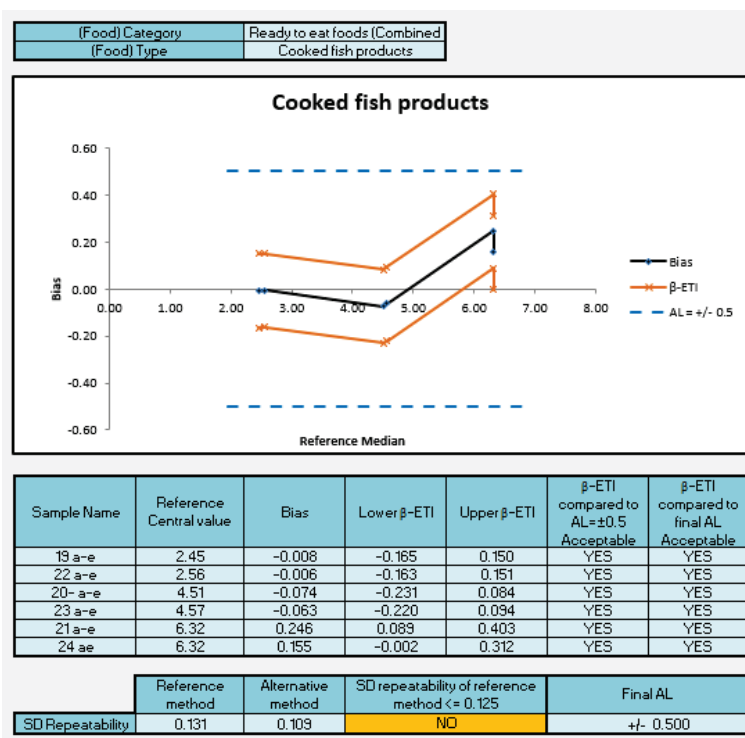 (Food) Category Ready to eat foods (Combined
(Food) Type Cooked fish products
Cooked fish products
0.60
0.40
0.20
0.00
-0.20
-0.40
-0.60
0.00 1.00 2.00 3.00 4.00 5.00 6.00 7.00 8.00
Bias
Reference Median
Bias
β-ETI
AL = +/- 0.5
Sample Name Reference Central value Bias Lower β-ETI Upper β-ETI β-ETI compared to AL=±0.5 Acceptable β-ETI compared to final AL Acceptable
19 a-e 2.45 -0.008 -0.165 0.150 YES YES
22 a-e 2.56 -0.006 -0.163 0.151 YES YES
20- a-e 4.51 -0.074 -0.231 0.084 YES YES
23 a-e 4.57 -0.063 -0.220 0.094 YES YES
21 a-e 6.32 0.246 0.089 0.403 YES YES
24 ae 6.32 0.155 -0.002 0.312 YES YES
Reference method Alternative method SD repeatability of reference method <= 0.125 Final AL
SD Repeatability 0.131 0.109 NO +/- 0.500